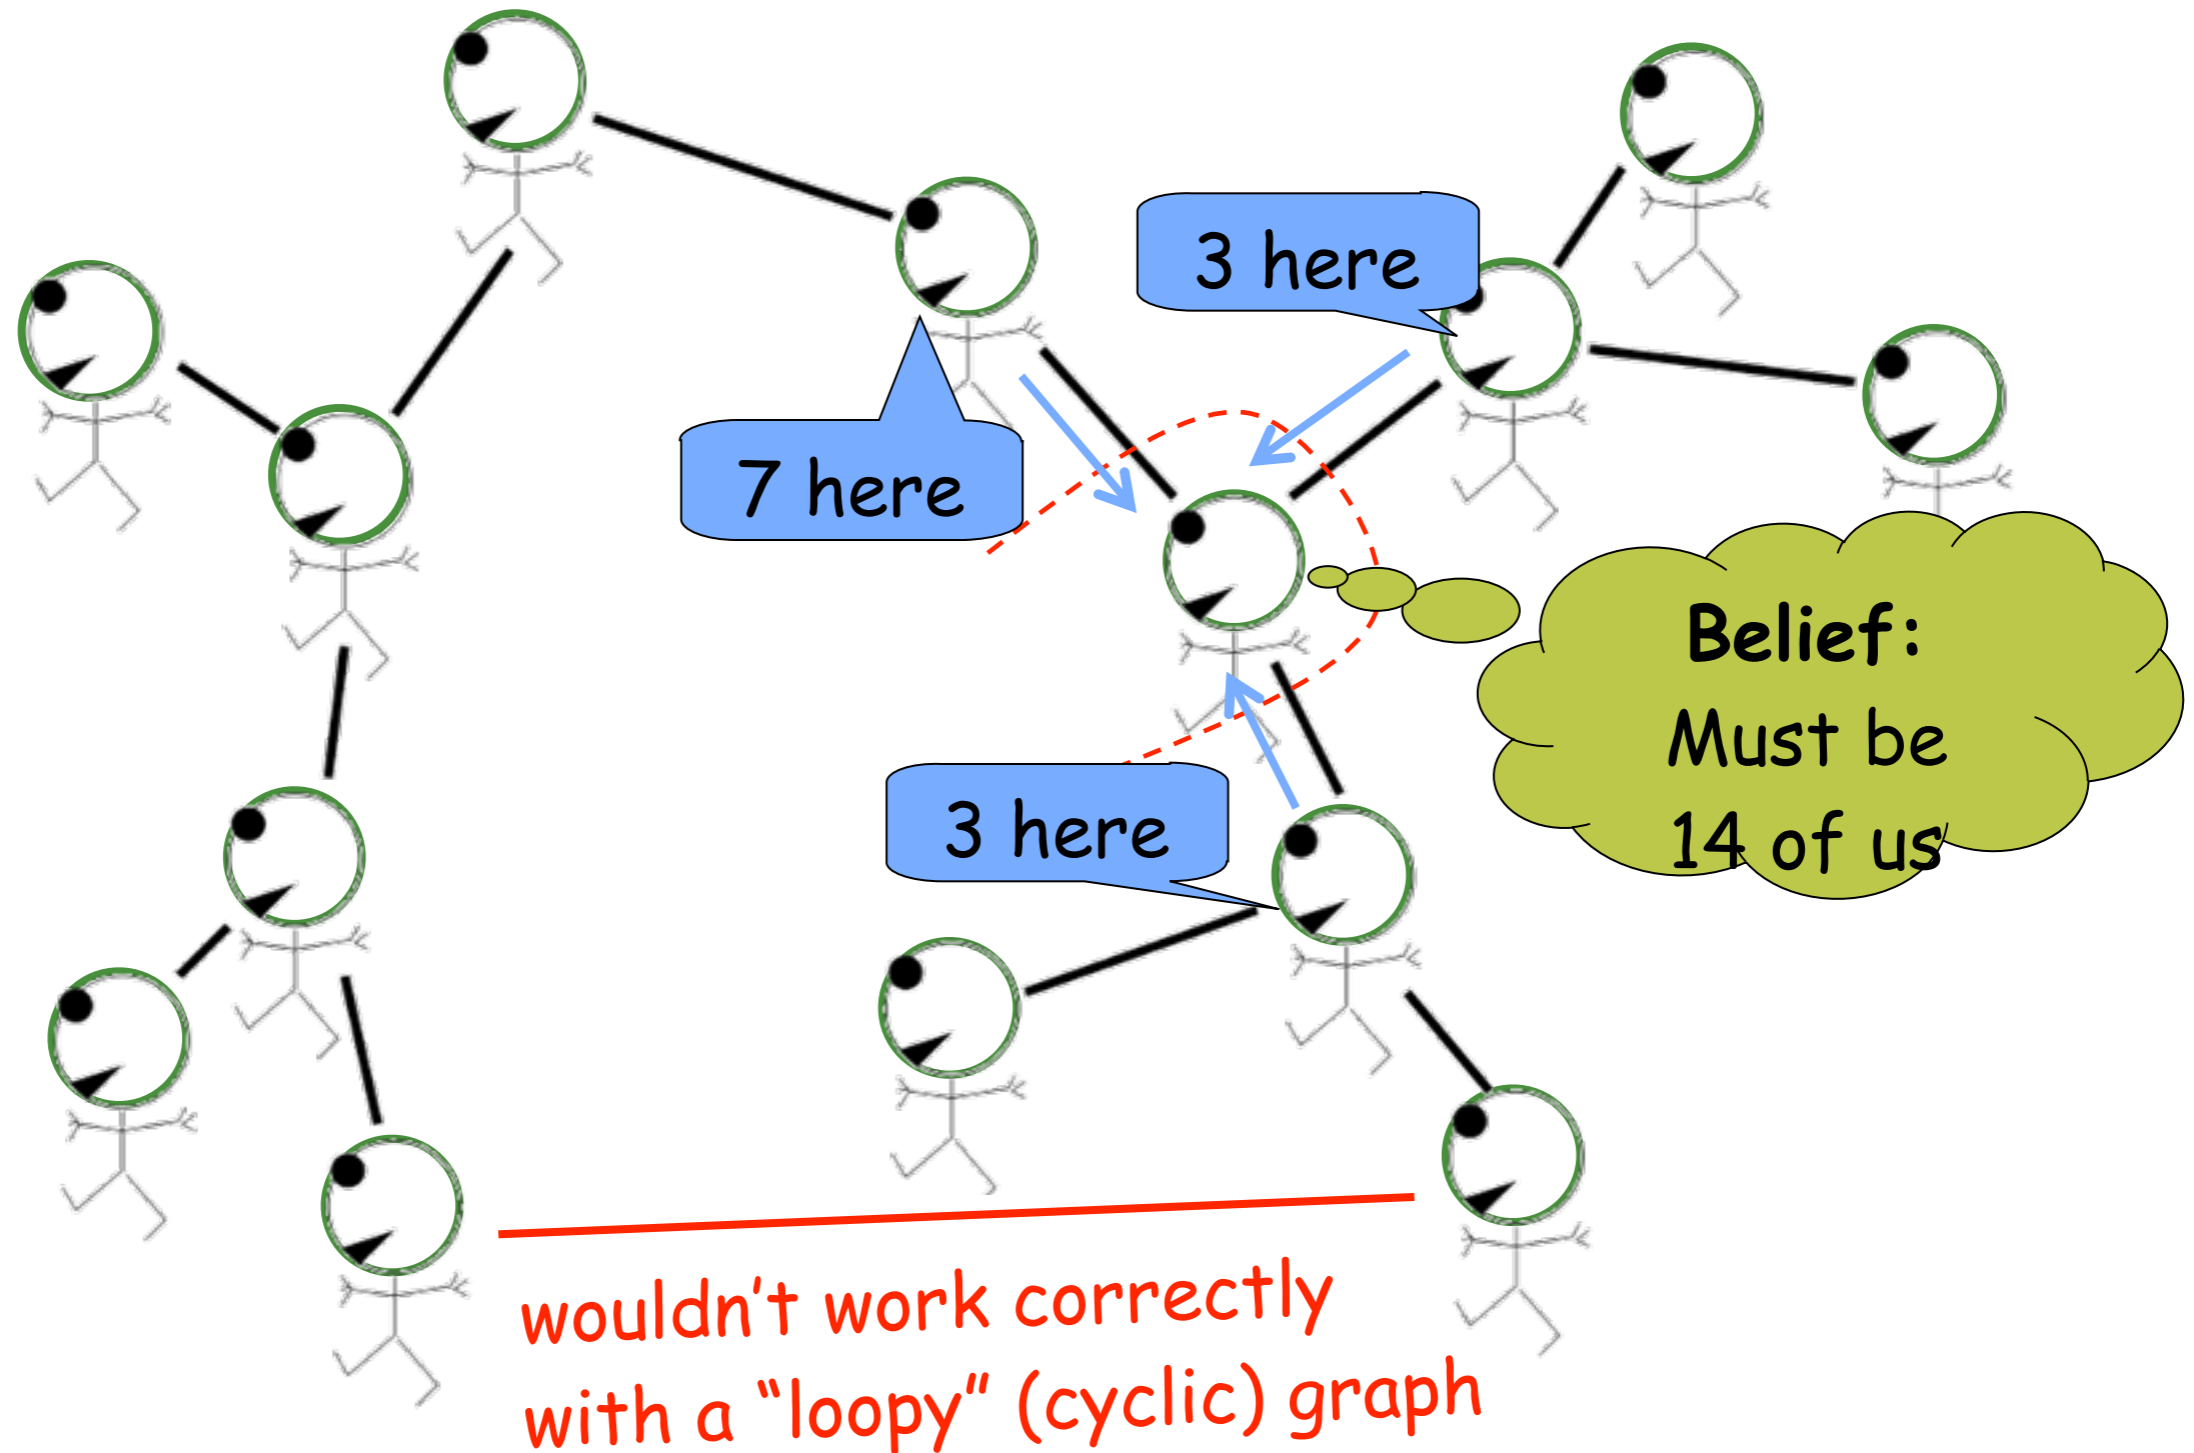 3 here
7 here
Belief:
Must be
14 of us
3 here
wouldn’t work correctly
with a “loopy” (cyclic) graph